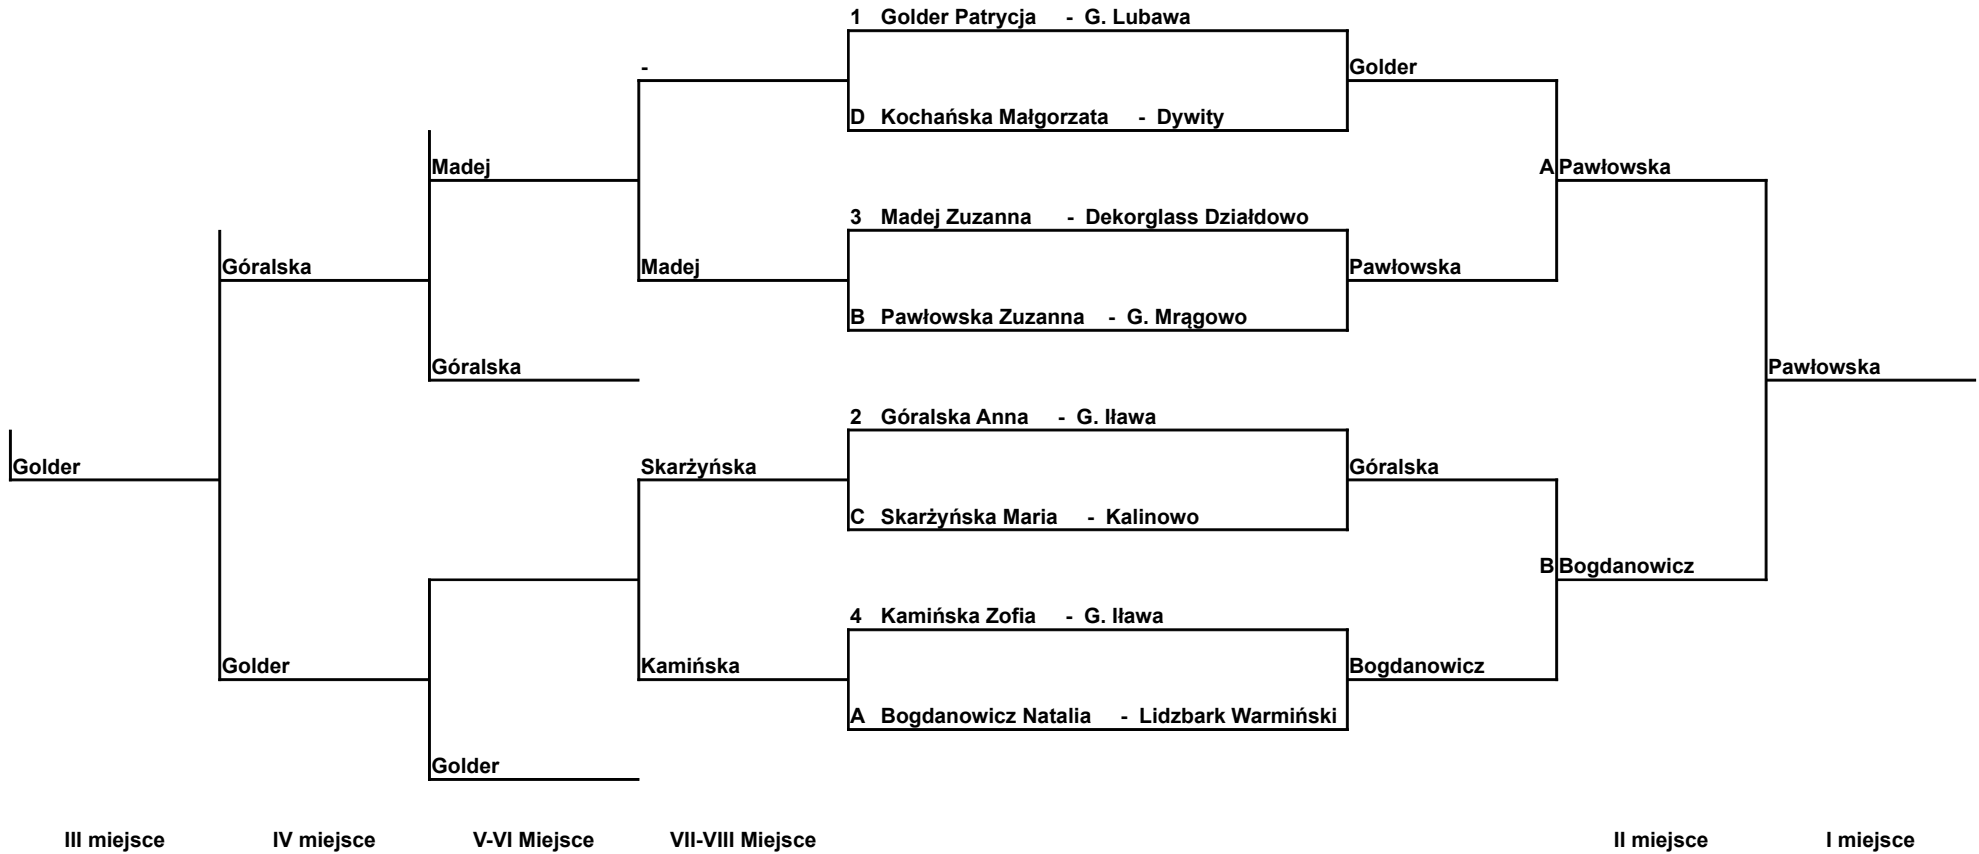 1 Golder Patrycja - G. Lubawa
- Golder
D Kochańska Małgorzata - Dywity
Madej A Pawłowska
3 Madej Zuzanna - Dekorglass Działdowo
Góralska Madej Pawłowska
B Pawłowska Zuzanna - G. Mrągowo
Góralska Pawłowska
2 Góralska Anna - G. Iława
Golder Skarżyńska Góralska
C Skarżyńska Maria - Kalinowo
B Bogdanowicz
4 Kamińska Zofia - G. Iława
Golder Kamińska Bogdanowicz
A Bogdanowicz Natalia - Lidzbark Warmiński
Golder
III miejsce IV miejsce V-VI Miejsce VII-VIII Miejsce II miejsce I miejsce